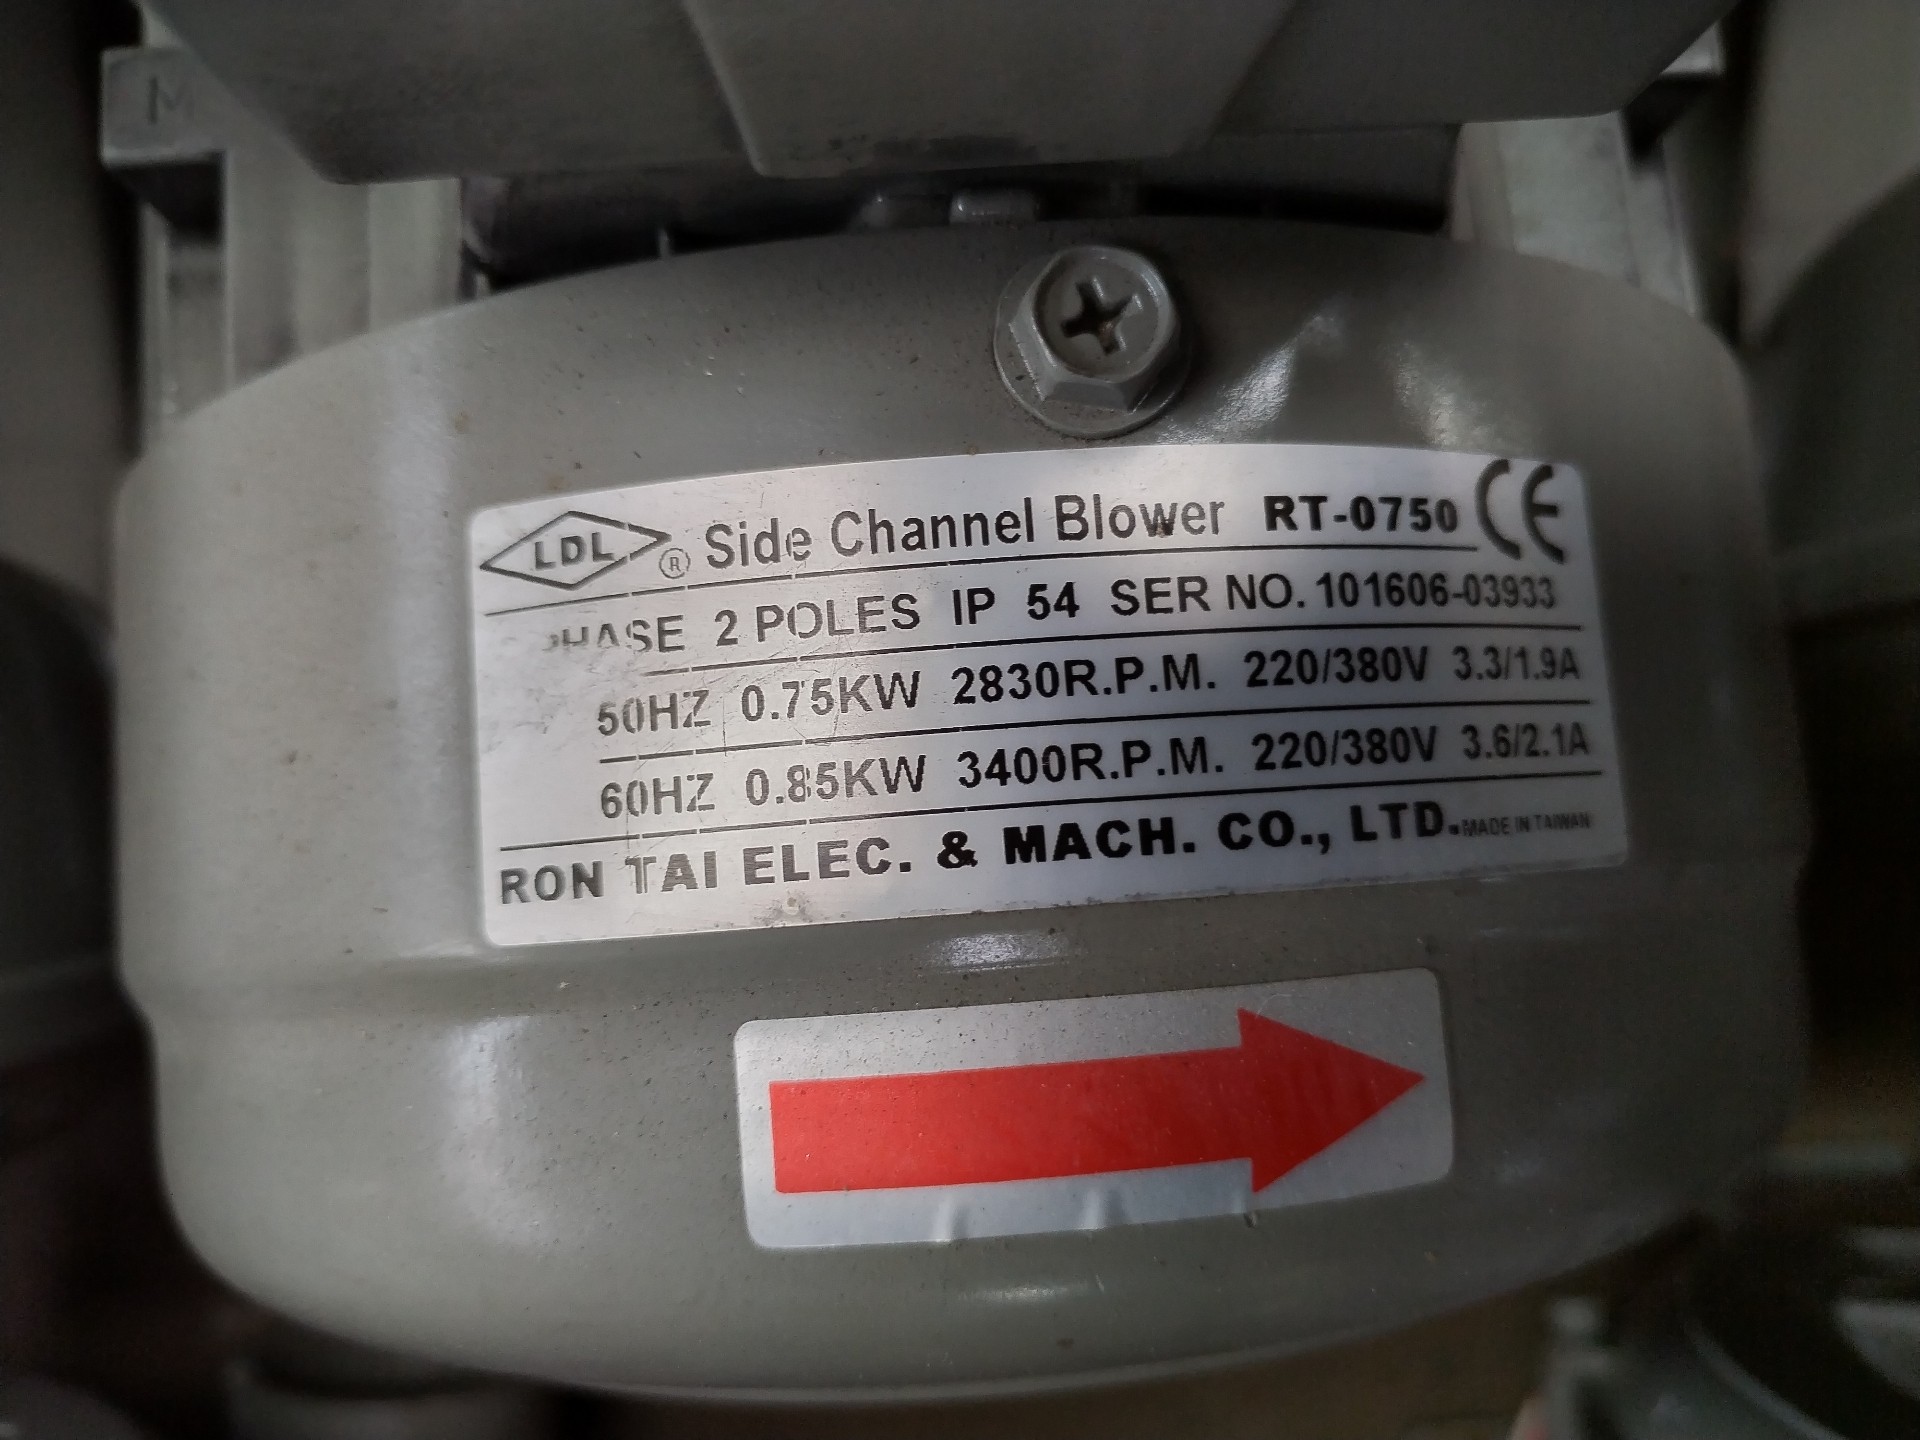 M
LDL ® Side Channel Blower RT-0750 CE
PHASE 2 POLES IP 54 SER NO. 101606-03933
50HZ 0.75KW 2830R.P.M. 220/380V 3.3/1.9A
60HZ 0.85KW 3400R.P.M. 220/380V 3.6/2.1A
RON TAI ELEC. & MACH. CO., LTD. MADE IN TAIWAN